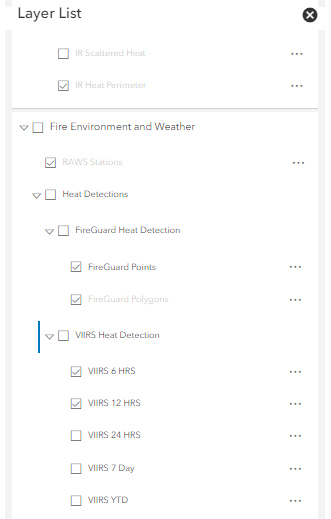 Layer List
IR Scattered Heat
IR Heat Perimeter
Fire Environment and Weather
RAWS Stations
Heat Detections
FireGuard Heat Detection
FireGuard Points
FireGuard Polygons
VIIRS Heat Detection
VIIRS 6 HRS
VIIRS 12 HRS
VIIRS 24 HRS
VIIRS 7 Day
VIIRS YTD